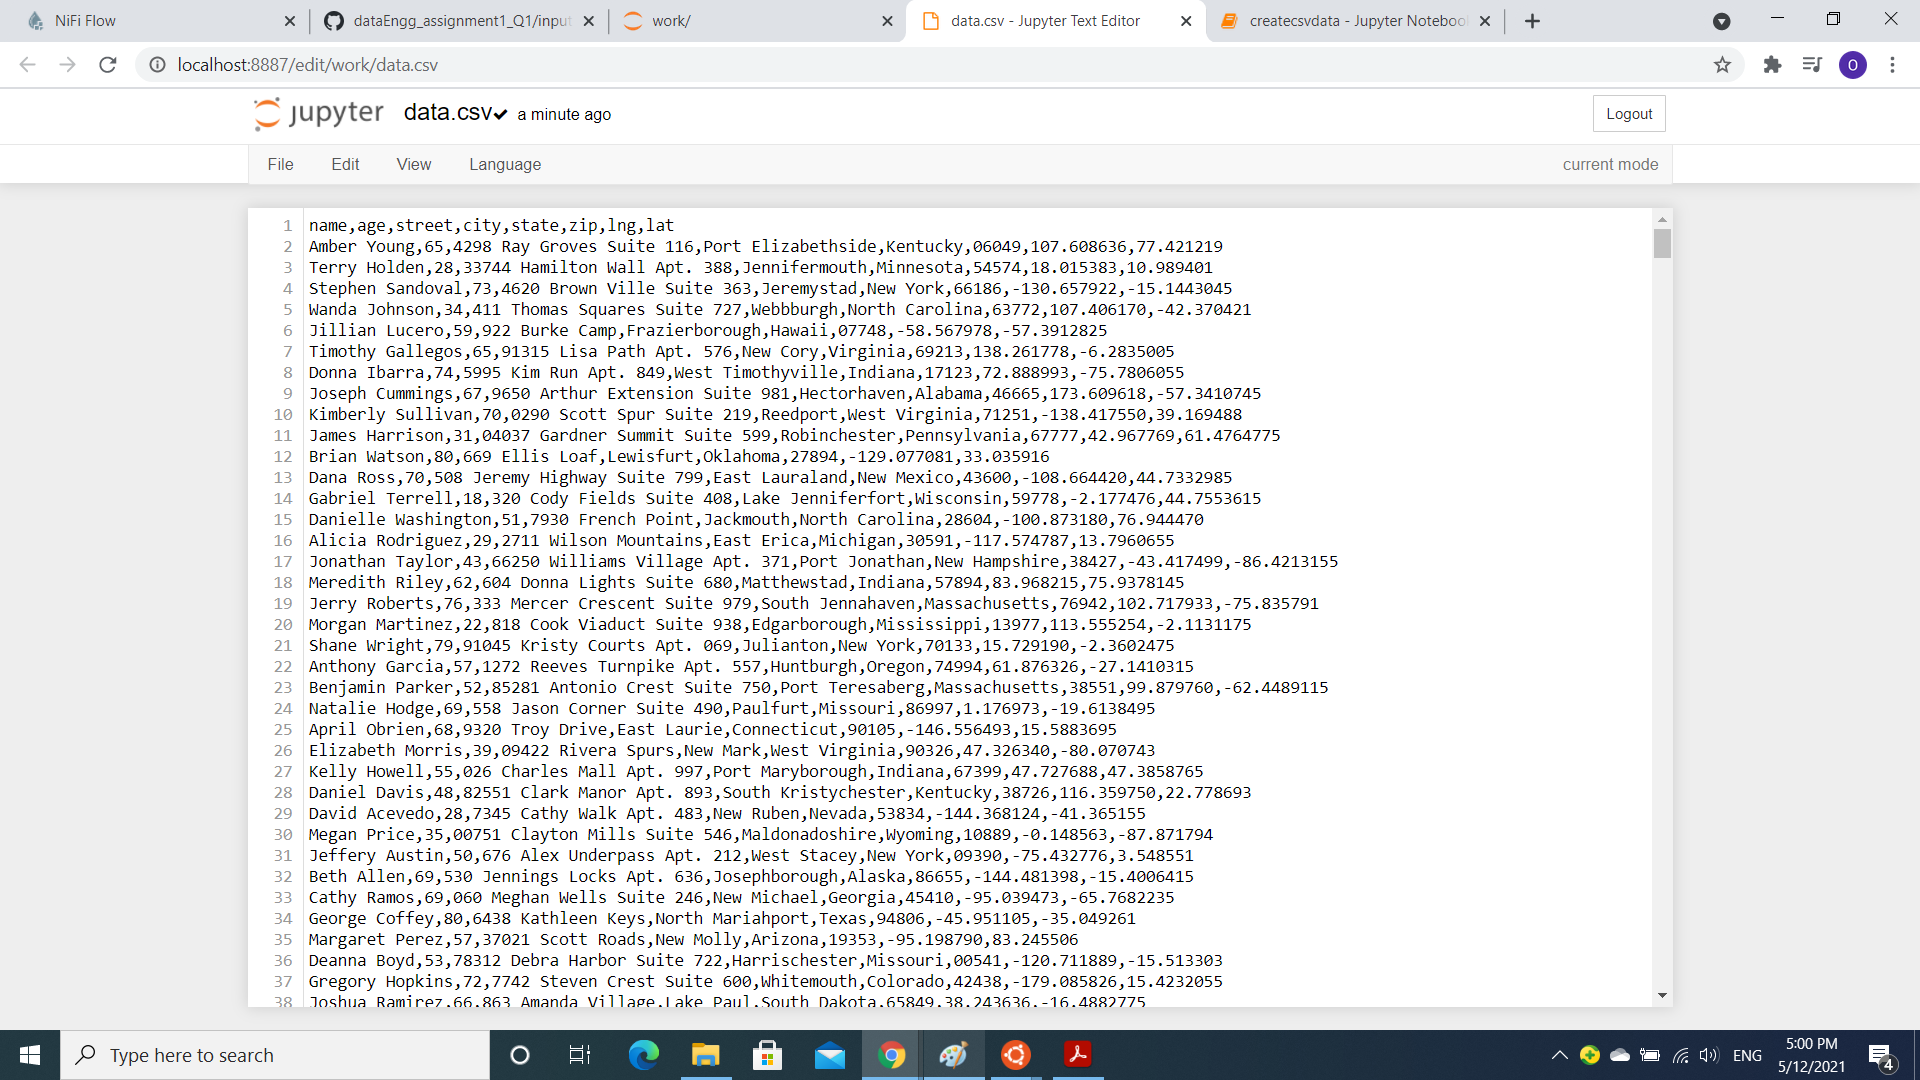 NiFi Flow
dataEngg_assignment1_Q1/input
work/
data.csv - Jupyter Text Editor
createcsvdata - Jupyter Notebook
localhost:8887/edit/work/data.csv
O
jupyter data.csv a minute ago
Logout
File Edit View Language current mode
1 name,age,street,city,state,zip,lng,lat
2 Amber Young,65,4298 Ray Groves Suite 116,Port Elizabethside,Kentucky,06049,107.608636,77.421219
3 Terry Holden,28,33744 Hamilton Wall Apt. 388,Jennifermouth,Minnesota,54574,18.015383,10.989401
4 Stephen Sandoval,73,4620 Brown Ville Suite 363,Jeremystad,New York,66186,-130.657922,-15.1443045
5 Wanda Johnson,34,411 Thomas Squares Suite 727,Webbburgh,North Carolina,63772,107.406170,-42.370421
6 Jillian Lucero,59,922 Burke Camp,Frazierborough,Hawaii,07748,-58.567978,-57.3912825
7 Timothy Gallegos,65,91315 Lisa Path Apt. 576,New Cory,Virginia,69213,138.261778,-6.2835005
8 Donna Ibarra,74,5995 Kim Run Apt. 849,West Timothyville,Indiana,17123,72.888993,-75.7806055
9 Joseph Cummings,67,9650 Arthur Extension Suite 981,Hectorhaven,Alabama,46665,173.609618,-57.3410745
10 Kimberly Sullivan,70,0290 Scott Spur Suite 219,Reedport,West Virginia,71251,-138.417550,39.169488
11 James Harrison,31,04037 Gardner Summit Suite 599,Robinchester,Pennsylvania,67777,42.967769,61.4764775
12 Brian Watson,80,669 Ellis Loaf,Lewisfurt,Oklahoma,27894,-129.077081,33.035916
13 Dana Ross,70,508 Jeremy Highway Suite 799,East Lauraland,New Mexico,43600,-108.664420,44.7332985
14 Gabriel Terrell,18,320 Cody Fields Suite 408,Lake Jenniferfort,Wisconsin,59778,-2.177476,44.7553615
15 Danielle Washington,51,7930 French Point,Jackmouth,North Carolina,28604,-100.873180,76.944470
16 Alicia Rodriguez,29,2711 Wilson Mountains,East Erica,Michigan,30591,-117.574787,13.7960655
17 Jonathan Taylor,43,66250 Williams Village Apt. 371,Port Jonathan,New Hampshire,38427,-43.417499,-86.4213155
18 Meredith Riley,62,604 Donna Lights Suite 680,Matthewstad,Indiana,57894,83.968215,75.9378145
19 Jerry Roberts,76,333 Mercer Crescent Suite 979,South Jennahaven,Massachusetts,76942,102.717933,-75.835791
20 Morgan Martinez,22,818 Cook Viaduct Suite 938,Edgarborough,Mississippi,13977,113.555254,-2.1131175
21 Shane Wright,79,91045 Kristy Courts Apt. 069,Julianton,New York,70133,15.729190,-2.3602475
22 Anthony Garcia,57,1272 Reeves Turnpike Apt. 557,Huntburgh,Oregon,74994,61.876326,-27.1410315
23 Benjamin Parker,52,85281 Antonio Crest Suite 750,Port Teresaberg,Massachusetts,38551,99.879760,-62.4489115
24 Natalie Hodge,69,558 Jason Corner Suite 490,Paulfurt,Missouri,86997,1.176973,-19.6138495
25 April Obrien,68,9320 Troy Drive,East Laurie,Connecticut,90105,-146.556493,15.5883695
26 Elizabeth Morris,39,09422 Rivera Spurs,New Mark,West Virginia,90326,47.326340,-80.070743
27 Kelly Howell,55,026 Charles Mall Apt. 997,Port Maryborough,Indiana,67399,47.727688,47.3858765
28 Daniel Davis,48,82551 Clark Manor Apt. 893,South Kristychester,Kentucky,38726,116.359750,22.778693
29 David Acevedo,28,7345 Cathy Walk Apt. 483,New Ruben,Nevada,53834,-144.368124,-41.365155
30 Megan Price,35,00751 Clayton Mills Suite 546,Maldonadoshire,Wyoming,10889,-0.148563,-87.871794
31 Jeffery Austin,50,676 Alex Underpass Apt. 212,West Stacey,New York,09390,-75.432776,3.548551
32 Beth Allen,69,530 Jennings Locks Apt. 636,Josephborough,Alaska,86655,-144.481398,-15.4006415
33 Cathy Ramos,69,060 Meghan Wells Suite 246,New Michael,Georgia,45410,-95.039473,-65.7682235
34 George Coffey,80,6438 Kathleen Keys,North Mariahport,Texas,94806,-45.951105,-35.049261
35 Margaret Perez,57,37021 Scott Roads,New Molly,Arizona,19353,-95.198790,83.245506
36 Deanna Boyd,53,78312 Debra Harbor Suite 722,Harrischester,Missouri,00541,-120.711889,-15.513303
37 Gregory Hopkins,72,7742 Steven Crest Suite 600,Whitemouth,Colorado,42438,-179.085826,15.4232055
38 Joshua Ramirez,66,863 Amanda Village,Lake Paul,South Dakota,65849,38.243636,-16.4882775
Type here to search
ENG
5:00 PM
5/12/2021
4